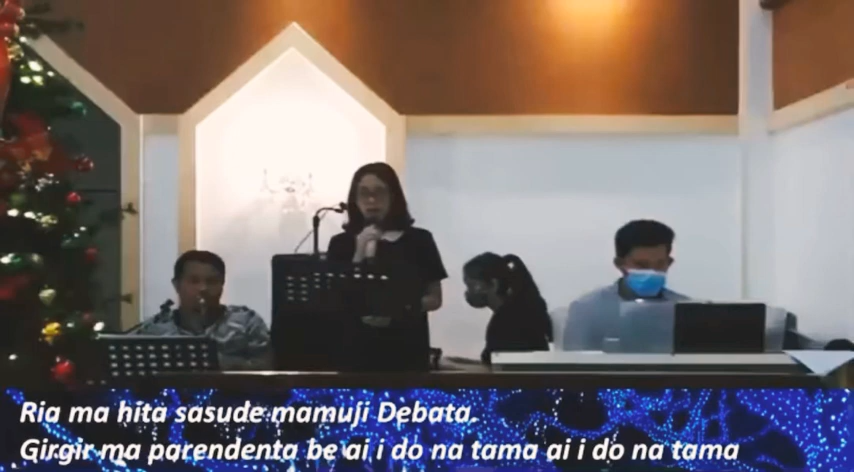 Ria ma hita sasude mamuji Debata.
Girgir ma parendenta be ai i do na tama ai i do na tama